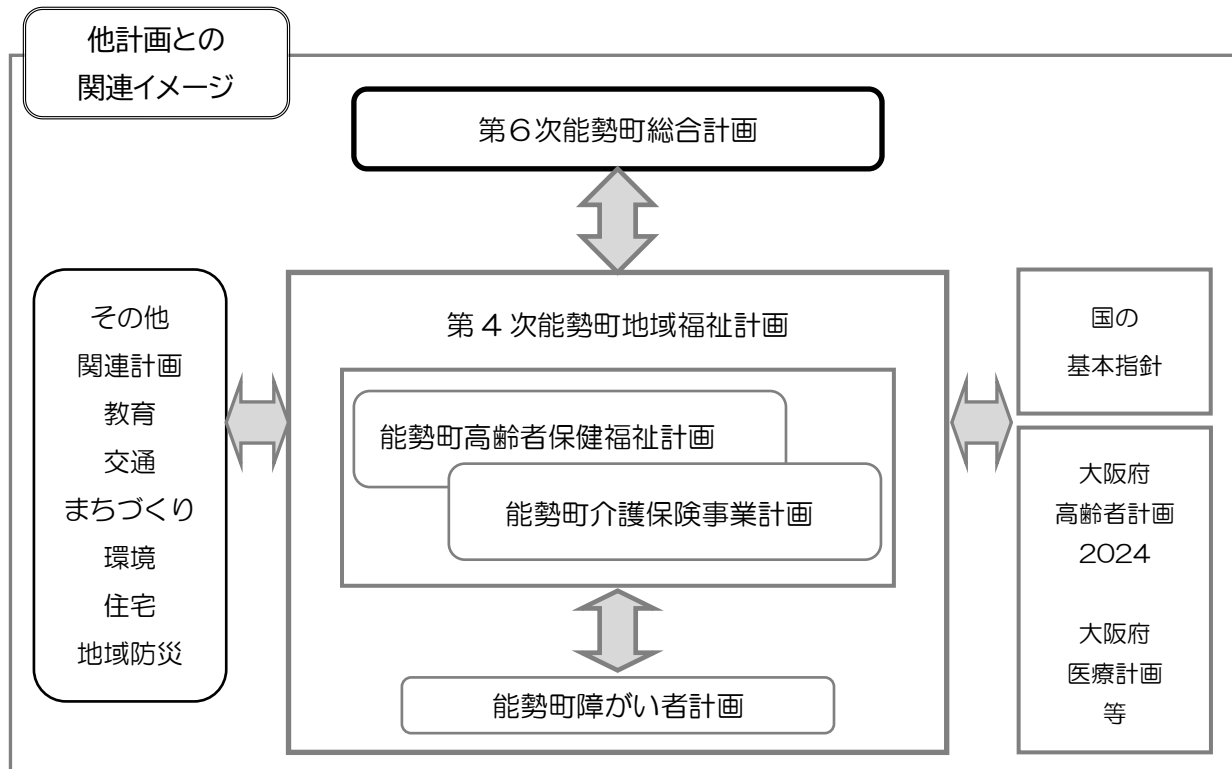 他計画との
関連イメージ
第6次能勢町総合計画
その他
関連計画
教育
交通
まちづくり
環境
住宅
地域防災
第4次能勢町地域福祉計画
能勢町高齢者保健福祉計画
能勢町介護保険事業計画
能勢町障がい者計画
国の
基本指針
大阪府
高齢者計画
2024
大阪府
医療計画
等